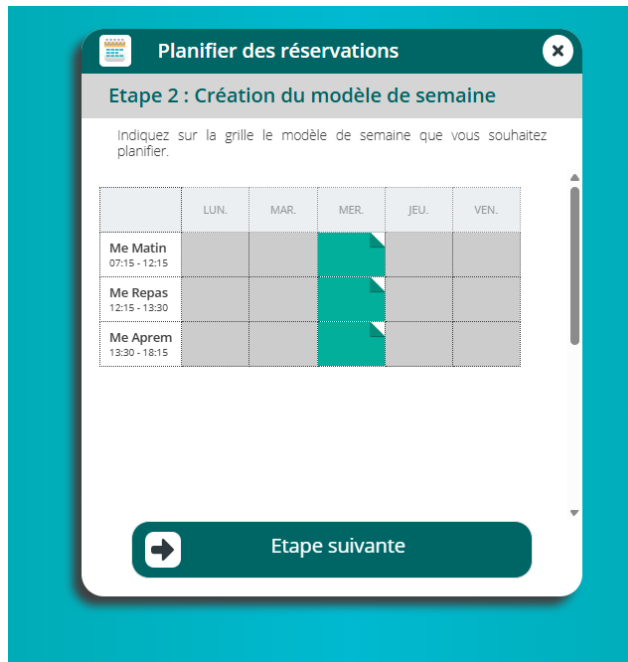 Planifier des réservations
Etape 2 : Création du modèle de semaine
Indiquez sur la grille le modèle de semaine que vous souhaitez
planifier.
LUN. MAR. MER. JEU. VEN.
Me Matin
07:15 - 12:15
Me Repas
12:15 - 13:30
Me Aprem
13:30 - 18:15
Etape suivante